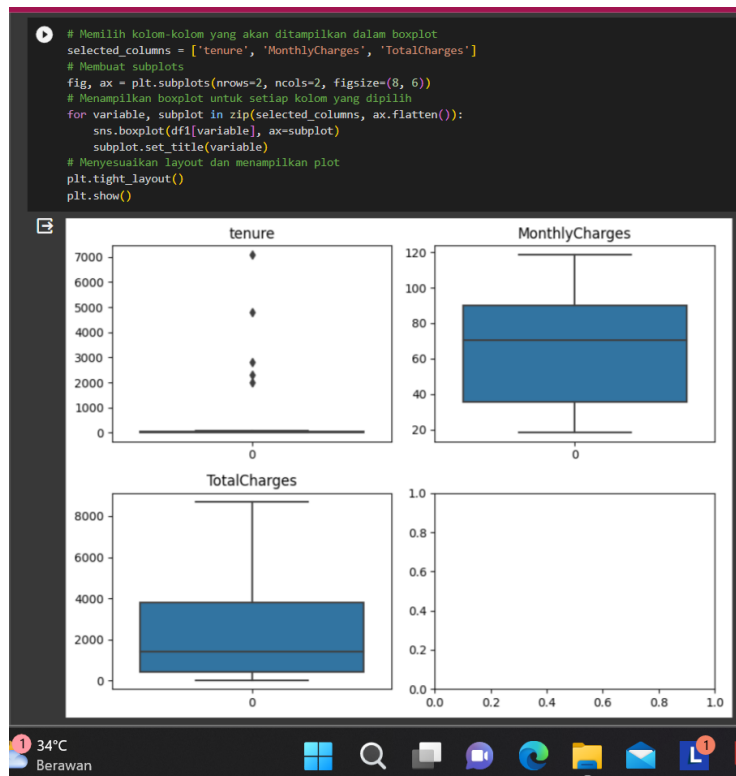 # Memilih kolom-kolom yang akan ditampilkan dalam boxplot
selected_columns = ['tenure', 'MonthlyCharges', 'TotalCharges']
# Membuat subplots
fig, ax = plt.subplots(nrows=2, ncols=2, figsize=(8, 6))
# Menampilkan boxplot untuk setiap kolom yang dipilih
for variable, subplot in zip(selected_columns, ax.flatten()):
    sns.boxplot(df1[variable], ax=subplot)
    subplot.set_title(variable)
# Menyesuaikan layout dan menampilkan plot
plt.tight_layout()
plt.show()
tenure
7000
6000
5000
4000
3000
2000
1000
0
0
MonthlyCharges
120
100
80
60
40
20
0
TotalCharges
8000
6000
4000
2000
0
0
1.0
0.8
0.6
0.4
0.2
0.0
0.0 0.2 0.4 0.6 0.8 1.0
1
34°C
Berawan
L
1